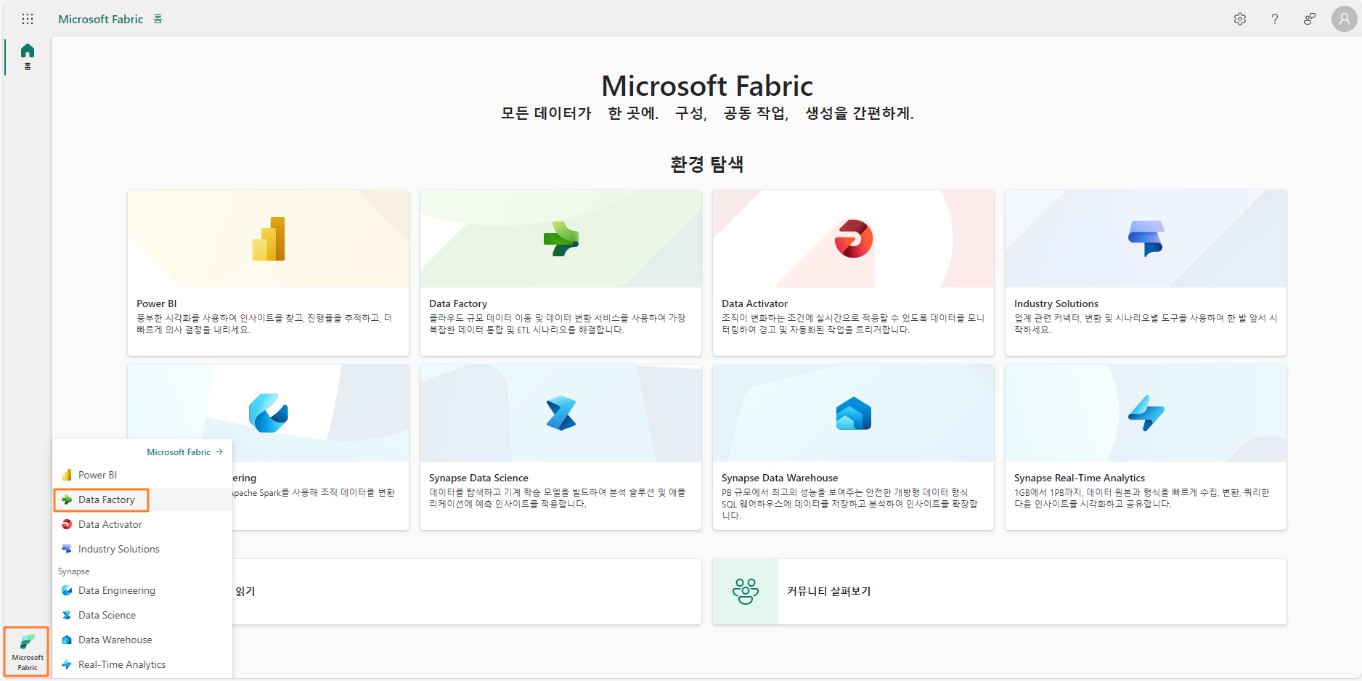 Microsoft Fabric 홈
홈
Microsoft Fabric
모든 데이터가 한 곳에. 구성, 공동 작업, 생성을 간편하게.
환경 탐색
Power BI
풍부한 시각화를 사용하여 인사이트를 찾고, 진행률을 추적하고, 더
빠르게 의사 결정을 내리세요.
Data Factory
클라우드 규모 데이터 이동 및 데이터 변환 서비스를 사용하여 가장
복잡한 데이터 통합 및 ETL 시나리오를 해결합니다.
Data Activator
조직이 변화하는 조건에 실시간으로 적응할 수 있도록 데이터를 모니
터링하여 경고 및 자동화된 작업을 트리거합니다.
Industry Solutions
업계 관련 커넥터, 변환 및 시나리오별 도구를 사용하여 한 발 앞서 시
작하세요.
ering
Apache Spark를 사용해 조직 데이터를 변환
Synapse Data Science
데이터를 탐색하고 기계 학습 모델을 빌드하여 분석 솔루션 및 애플
리케이션에 예측 인사이트를 적용합니다.
Synapse Data Warehouse
PB 규모에서 최고의 성능을 보여주는 안전한 개방형 데이터 형식
SQL 웨어하우스에 데이터를 저장하고 분석하여 인사이트를 확장합
니다.
Synapse Real-Time Analytics
1GB에서 1PB까지, 데이터 원본과 형식을 빠르게 수집, 변환, 쿼리한
다음 인사이트를 시각화하고 공유합니다.
읽기
커뮤니티 살펴보기
Microsoft Fabric
Power BI
Data Factory
Data Activator
Industry Solutions
Synapse
Data Engineering
Data Science
Data Warehouse
Real-Time Analytics
Microsoft
Fabric